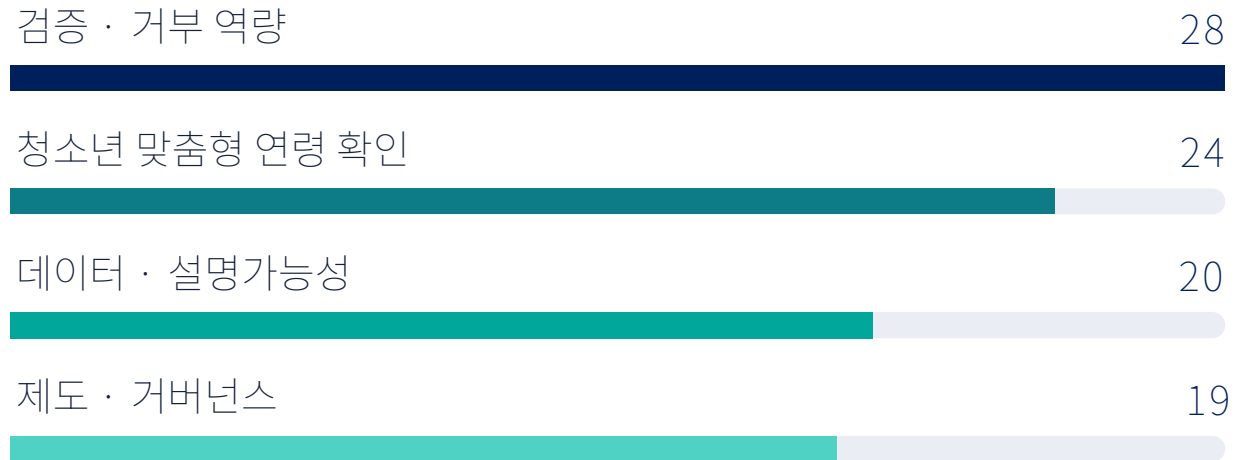 검증 · 거부 역량 28
청소년 맞춤형 연령 확인 24
데이터 · 설명가능성 20
제도 · 거버넌스 19